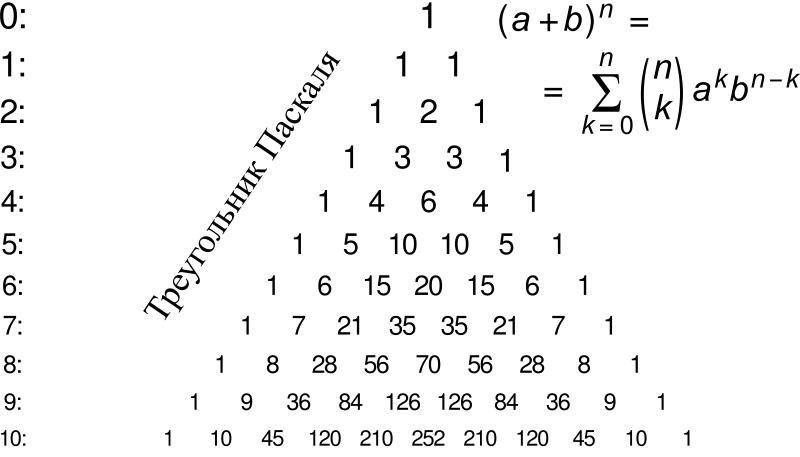 0: 1 (a + b)ⁿ =
1: 1 1
= ∑ₖ₌₀ⁿ (n k) aᵏbⁿ⁻ᵏ
2: 1 2 1
3: 1 3 3 1
4: 1 4 6 4 1
5: 1 5 10 10 5 1
6: 1 6 15 20 15 6 1
7: 1 7 21 35 35 21 7 1
8: 1 8 28 56 70 56 28 8 1
9: 1 9 36 84 126 126 84 36 9 1
10: 1 10 45 120 210 252 210 120 45 10 1
Треугольник Паскаля